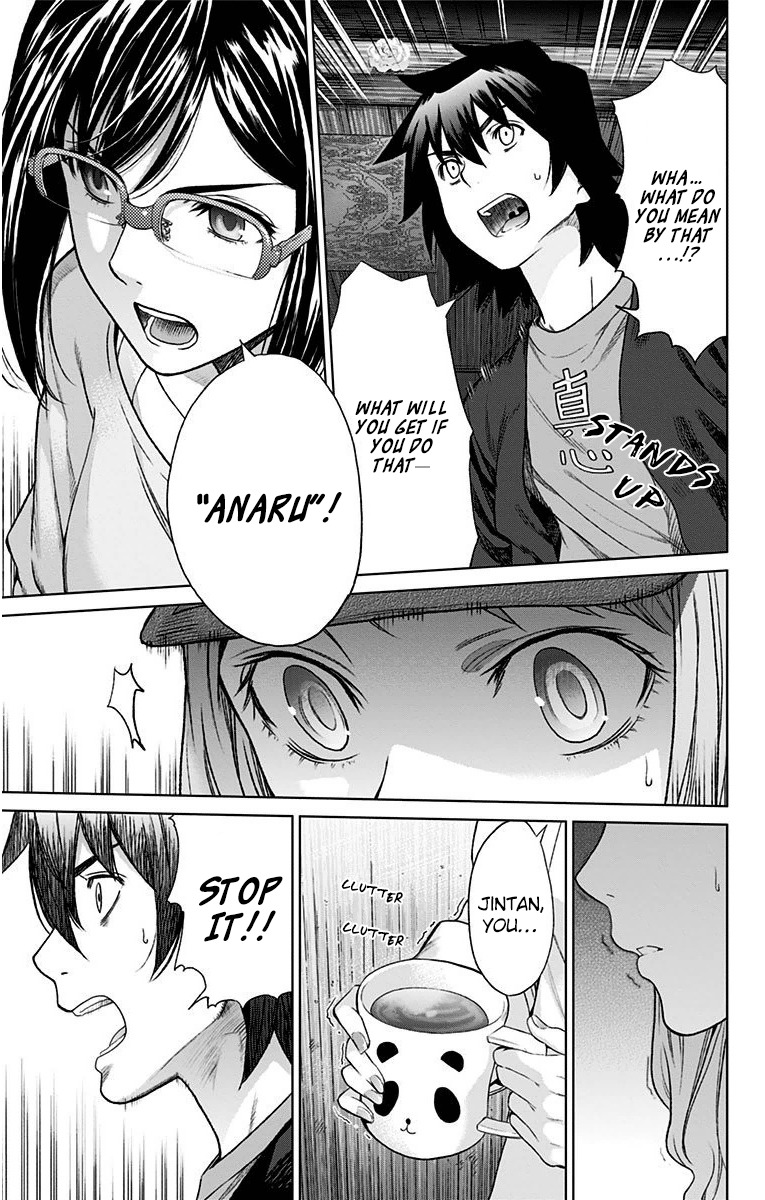 WHA...
WHAT DO
YOU MEAN
BY THAT
...!?
真心
STANDS
UP
WHAT WILL
YOU GET IF
YOU DO
THAT—
"ANARU"!
JINTAN,
YOU...
CLUTTER
CLUTTER
STOP
IT!!